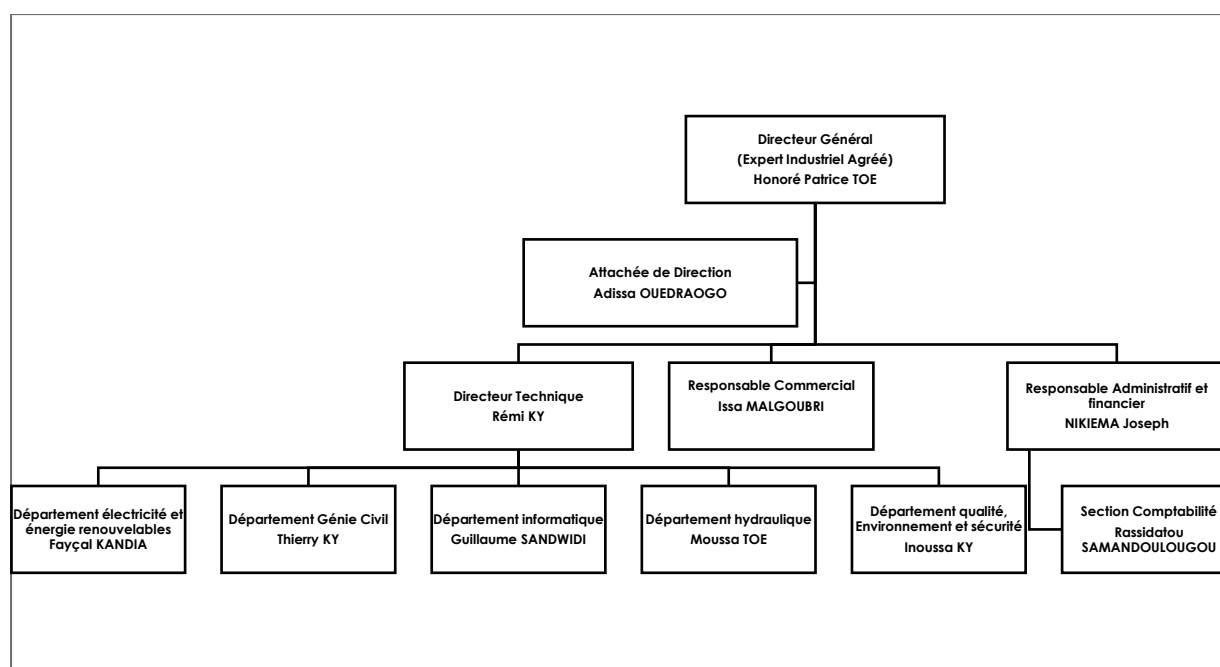 Directeur Général
(Expert Industriel Agréé)
Honoré Patrice TOE
Attachée de Direction
Adissa OUEDRAOGO
Directeur Technique
Rémi KY
Responsable Commercial
Issa MALGOUBRI
Responsable Administratif et
financier
NIKIEMA Joseph
Département électricité et
énergie renouvelables
Fayçal KANDIA
Département Génie Civil
Thierry KY
Département informatique
Guillaume SANDWIDI
Département hydraulique
Moussa TOE
Département qualité,
Environnement et sécurité
Inoussa KY
Section Comptabilité
Rassidatou
SAMANDOULOUGOU